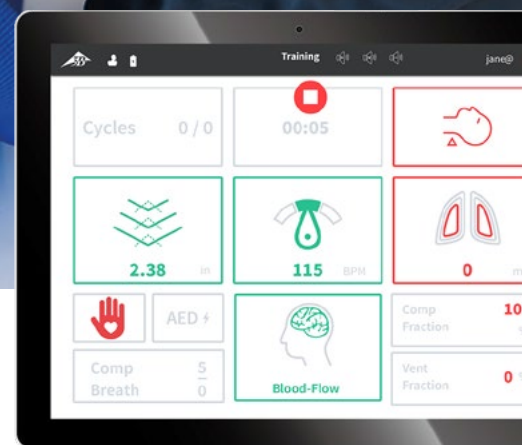 Training
jane@
Cycles 0 / 0
00:05
2.38 in
115 BPM
0
AED
Blood-Flow
Comp
Fraction
10
Comp 5
Breath 0
Vent
Fraction
0